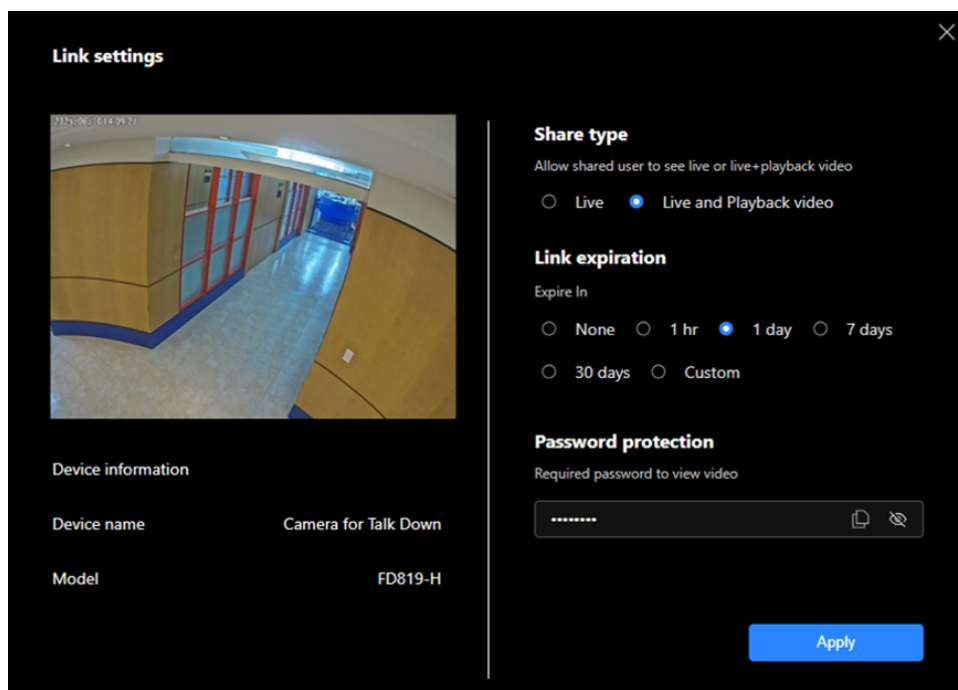 Link settings
Share type
Allow shared user to see live or live+playback video
Live
Live and Playback video
Link expiration
Expire In
None
1 hr
1 day
7 days
30 days
Custom
Password protection
Required password to view video
••••••••
Apply
Device information
Device name
Camera for Talk Down
Model
FD819-H